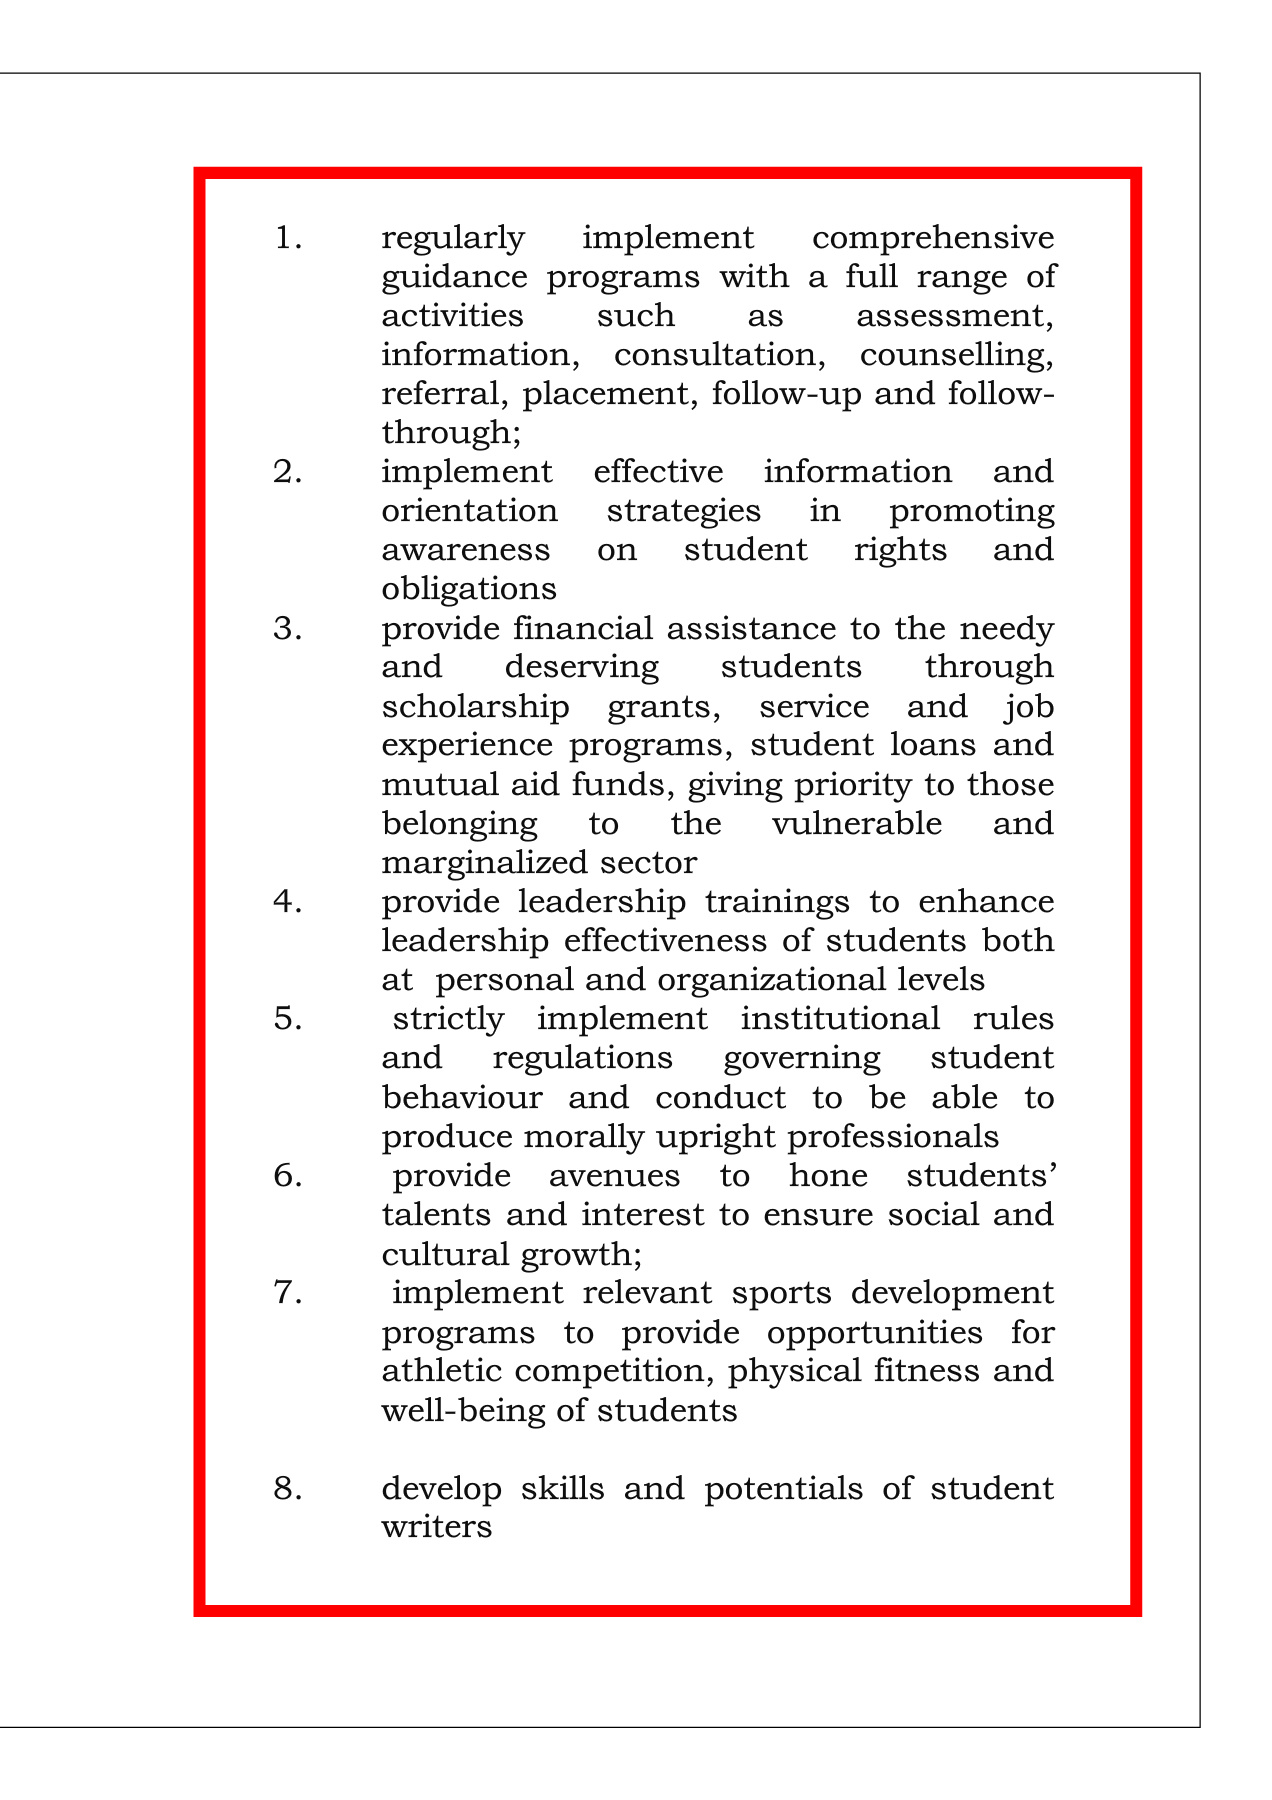 1. regularly implement comprehensive
guidance programs with a full range of
activities such as assessment,
information, consultation, counselling,
referral, placement, follow-up and follow-
through;
2. implement effective information and
orientation strategies in promoting
awareness on student rights and
obligations
3. provide financial assistance to the needy
and deserving students through
scholarship grants, service and job
experience programs, student loans and
mutual aid funds, giving priority to those
belonging to the vulnerable and
marginalized sector
4. provide leadership trainings to enhance
leadership effectiveness of students both
at personal and organizational levels
5. strictly implement institutional rules
and regulations governing student
behaviour and conduct to be able to
produce morally upright professionals
6. provide avenues to hone students’
talents and interest to ensure social and
cultural growth;
7. implement relevant sports development
programs to provide opportunities for
athletic competition, physical fitness and
well-being of students
8. develop skills and potentials of student
writers